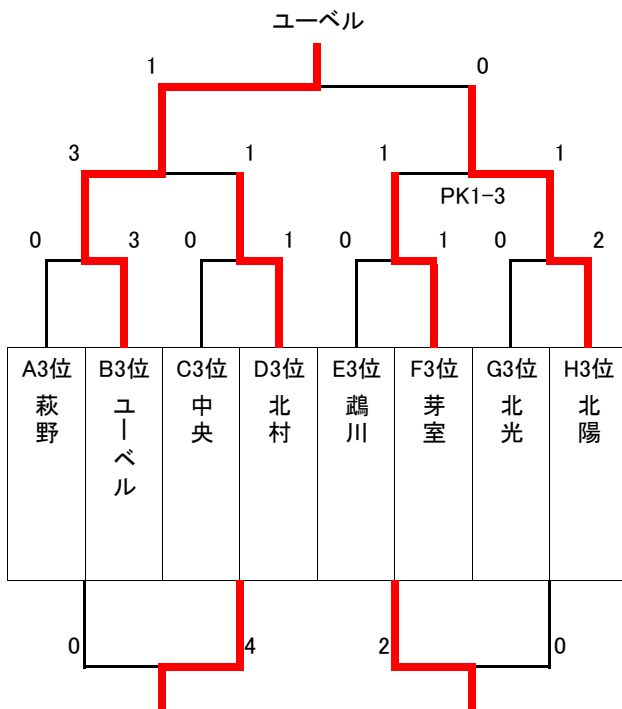 ユーベル
1 0
3 1 1 1
PK1-3
0 3 0 1 0 1 0 2
A3位 B3位 C3位 D3位 E3位 F3位 G3位 H3位
萩野 ユーベル 中央 北村 鵡川 芽室 北光 北陽
0 4 2 0